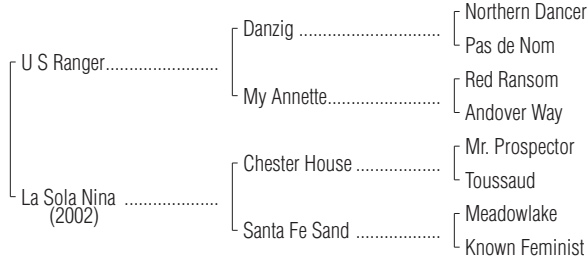 Northern Dancer
Danzig ..............................
Pas de Nom
U S Ranger........................
Red Ransom
My Annette........................
Andover Way
Mr. Prospector
Chester House ..................
Toussaud
La Sola Nina ....................
(2002)
Meadowlake
Santa Fe Sand ..................
Known Feminist